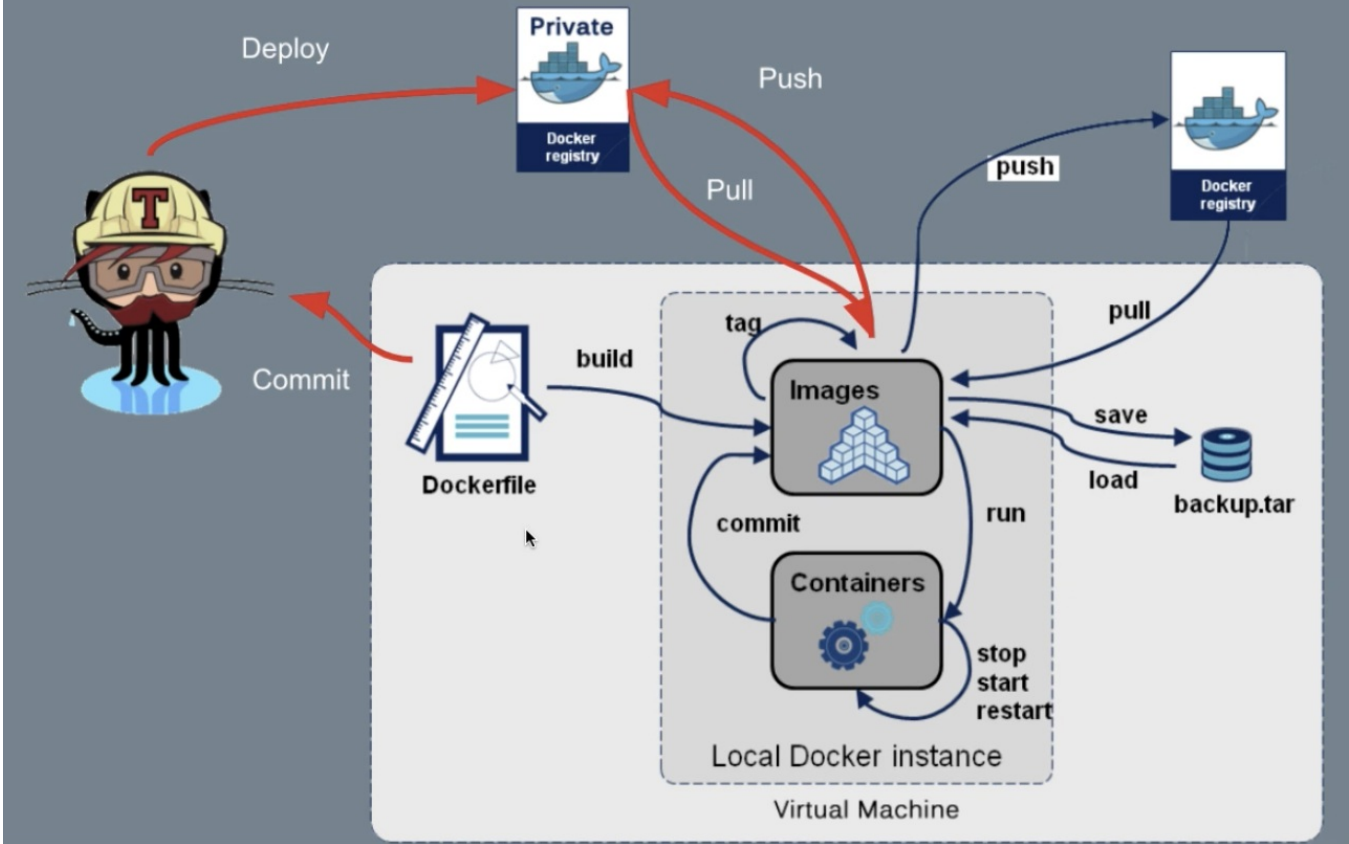 Private
Deploy
Push
Docker
registry
push
Pull
Docker
registry
T
tag
pull
build
Commit
Images
save
Dockerfile
load
backup.tar
commit
run
Containers
stop
start
restart
Local Docker instance
Virtual Machine